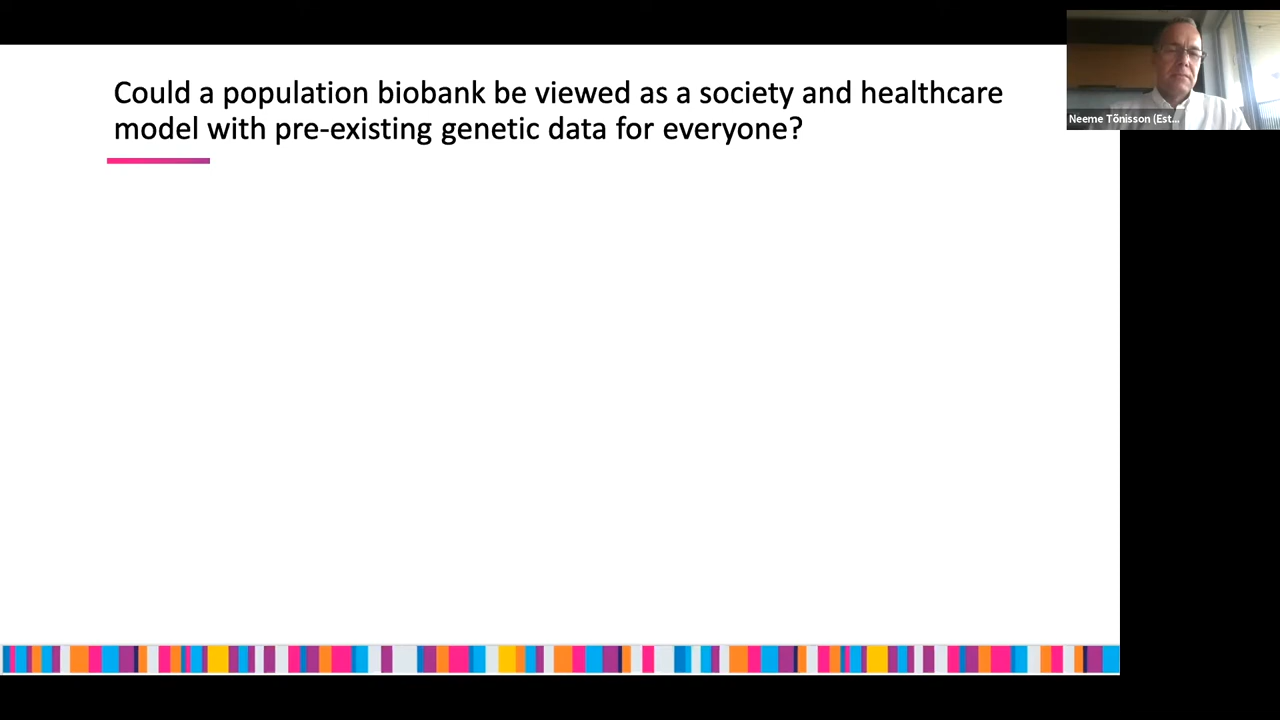 Could a population biobank be viewed as a society and healthcare
model with pre-existing genetic data for everyone?
Neeme Tõnisson (Est...